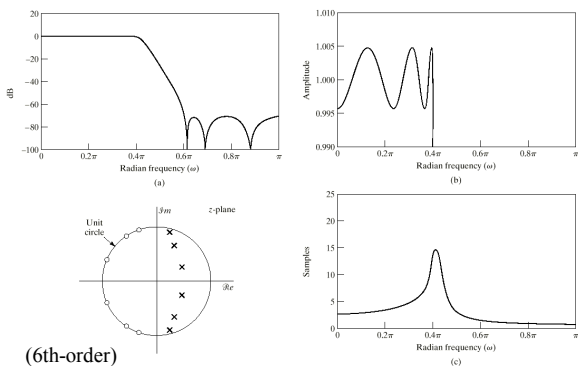 20
0
−20
−40
−60
−80
−100
dB
0
0.2π
0.4π
0.6π
0.8π
π
Radian frequency (ω)
(a)
1.010
1.005
1.000
0.995
0.990
Amplitude
0
0.2π
0.4π
0.6π
0.8π
π
Radian frequency (ω)
(b)
Unit
circle
ℐm
z-plane
ℛe
(6th-order)
25
20
15
10
5
0
Samples
0
0.2π
0.4π
0.6π
0.8π
π
Radian frequency (ω)
(c)